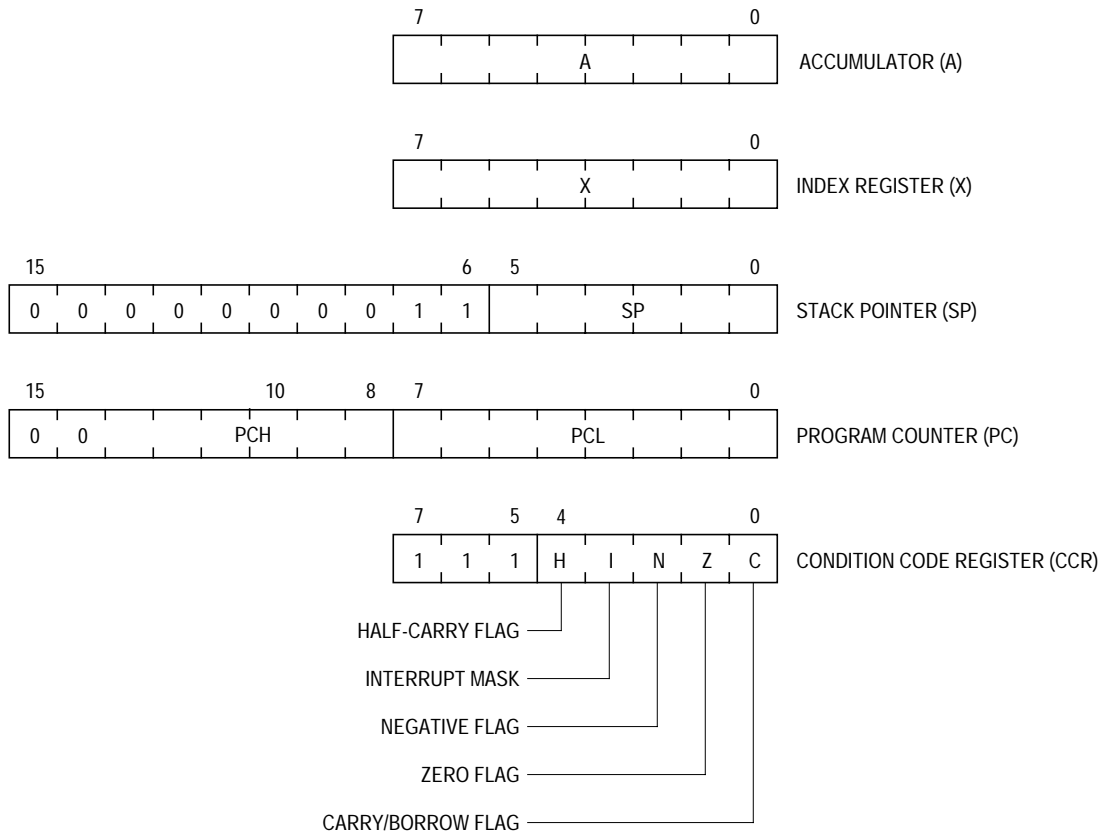 7 0
A ACCUMULATOR (A)
7 0
X INDEX REGISTER (X)
15 6 5 0
0 0 0 0 0 0 0 0 1 1 SP STACK POINTER (SP)
15 10 8 7 0
0 0 PCH PCL PROGRAM COUNTER (PC)
7 5 4 0
1 1 1 H I N Z C CONDITION CODE REGISTER (CCR)
HALF-CARRY FLAG
INTERRUPT MASK
NEGATIVE FLAG
ZERO FLAG
CARRY/BORROW FLAG